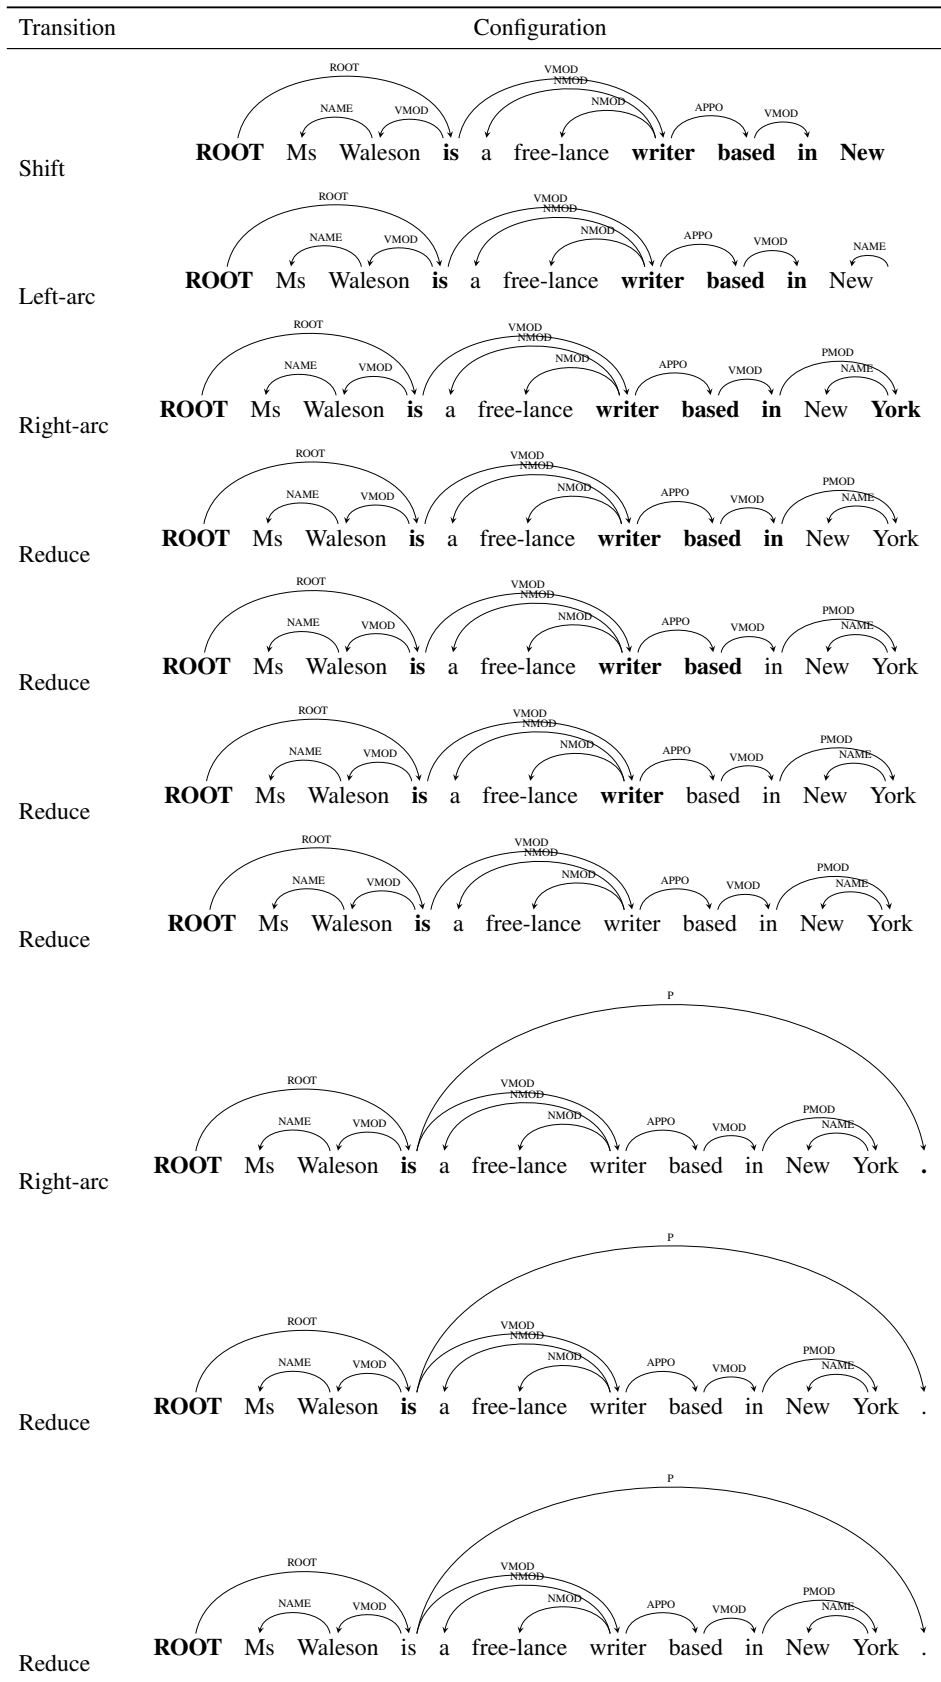 Transition Configuration
ROOT VMOD
NMOD
NAME VMOD NMOD APPO VMOD
ROOT Ms Waleson is a free-lance writer based in New
Shift
ROOT VMOD
NMOD
NAME VMOD NMOD APPO VMOD NAME
ROOT Ms Waleson is a free-lance writer based in New
Left-arc
ROOT VMOD
NMOD PMOD
NAME VMOD NMOD APPO VMOD NAME
ROOT Ms Waleson is a free-lance writer based in New York
Right-arc
ROOT VMOD
NMOD PMOD
NAME VMOD NMOD APPO VMOD NAME
ROOT Ms Waleson is a free-lance writer based in New York
Reduce
ROOT VMOD
NMOD PMOD
NAME VMOD NMOD APPO VMOD NAME
ROOT Ms Waleson is a free-lance writer based in New York
Reduce
ROOT VMOD
NMOD PMOD
NAME VMOD NMOD APPO VMOD NAME
ROOT Ms Waleson is a free-lance writer based in New York
Reduce
ROOT VMOD
NMOD PMOD
NAME VMOD NMOD APPO VMOD NAME
ROOT Ms Waleson is a free-lance writer based in New York
Reduce
P
ROOT VMOD
NMOD PMOD
NAME VMOD NMOD APPO VMOD NAME
ROOT Ms Waleson is a free-lance writer based in New York .
Right-arc
P
ROOT VMOD
NMOD PMOD
NAME VMOD NMOD APPO VMOD NAME
ROOT Ms Waleson is a free-lance writer based in New York .
Reduce
P
ROOT VMOD
NMOD PMOD
NAME VMOD NMOD APPO VMOD NAME
ROOT Ms Waleson is a free-lance writer based in New York .
Reduce